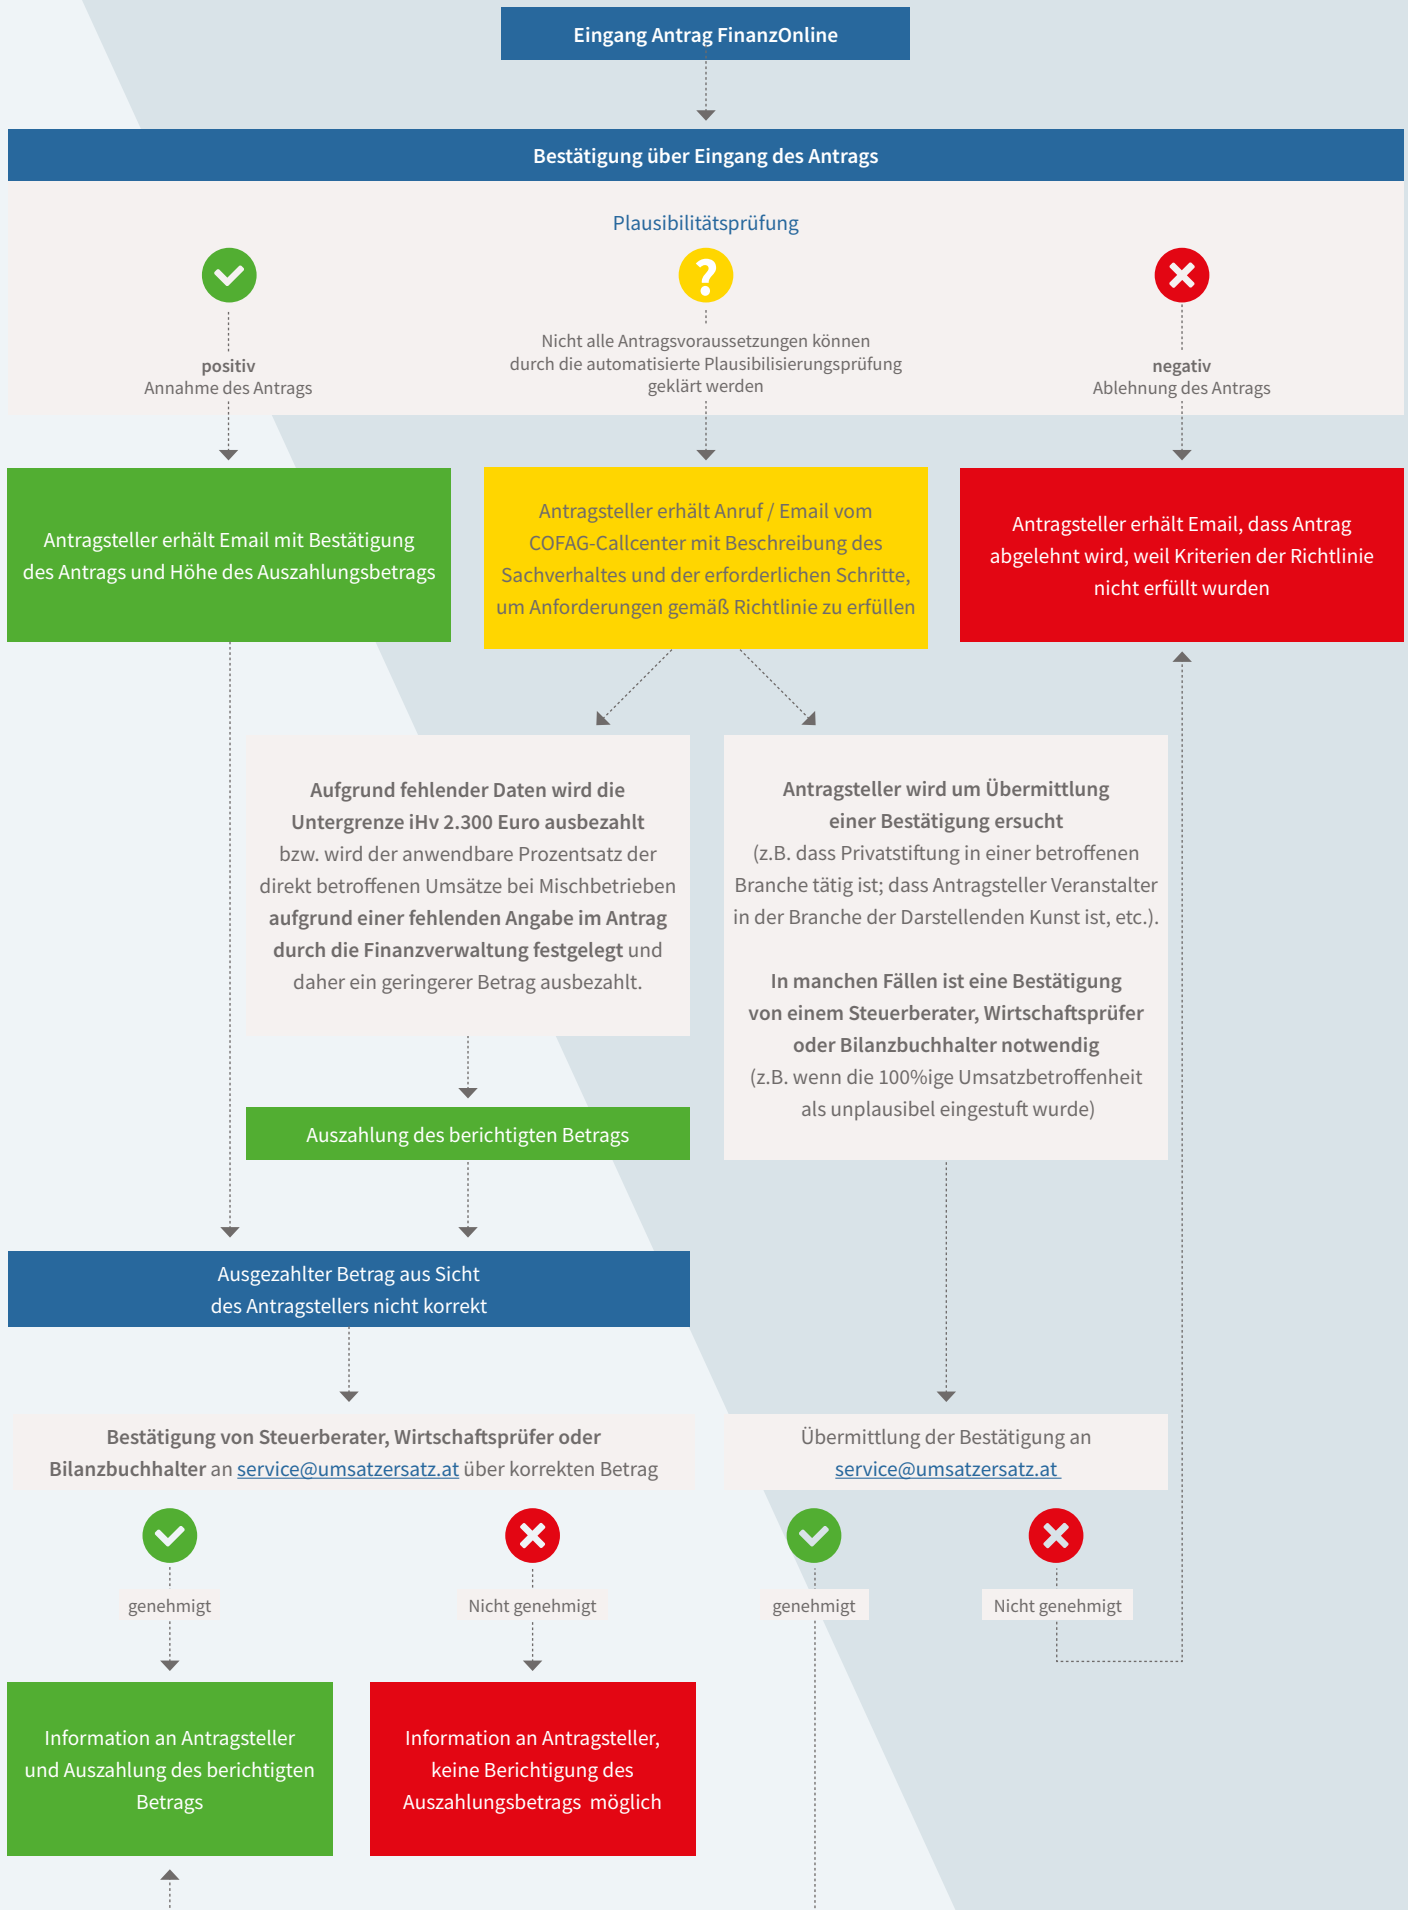 Eingang Antrag FinanzOnline
Bestätigung über Eingang des Antrags
Plausibilitätsprüfung
positiv
Annahme des Antrags
Nicht alle Antragsvoraussetzungen können
durch die automatisierte Plausibilisierungsprüfung
geklärt werden
negativ
Ablehnung des Antrags
Antragsteller erhält Email mit Bestätigung
des Antrags und Höhe des Auszahlungsbetrags
Antragsteller erhält Anruf / Email vom
COFAG-Callcenter mit Beschreibung des
Sachverhaltes und der erforderlichen Schritte,
um Anforderungen gemäß Richtlinie zu erfüllen
Antragsteller erhält Email, dass Antrag
abgelehnt wird, weil Kriterien der Richtlinie
nicht erfüllt wurden
Aufgrund fehlender Daten wird die
Untergrenze iHv 2.300 Euro ausbezahlt
bzw. wird der anwendbare Prozentsatz der
direkt betroffenen Umsätze bei Mischbetrieben
aufgrund einer fehlenden Angabe im Antrag
durch die Finanzverwaltung festgelegt und
daher ein geringerer Betrag ausbezahlt.
Antragsteller wird um Übermittlung
einer Bestätigung ersucht
(z.B. dass Privatstiftung in einer betroffenen
Branche tätig ist; dass Antragsteller Veranstalter
in der Branche der Darstellenden Kunst ist, etc.).
In manchen Fällen ist eine Bestätigung
von einem Steuerberater, Wirtschaftsprüfer
oder Bilanzbuchhalter notwendig
(z.B. wenn die 100%ige Umsatzbetroffenheit
als unplausibel eingestuft wurde)
Auszahlung des berichtigten Betrags
Ausgezahlter Betrag aus Sicht
des Antragstellers nicht korrekt
Bestätigung von Steuerberater, Wirtschaftsprüfer oder
Bilanzbuchhalter an service@umsatzersatz.at über korrekten Betrag
Übermittlung der Bestätigung an
service@umsatzersatz.at
genehmigt
Nicht genehmigt
genehmigt
Nicht genehmigt
Information an Antragsteller
und Auszahlung des berichtigten
Betrags
Information an Antragsteller,
keine Berichtigung des
Auszahlungsbetrags möglich